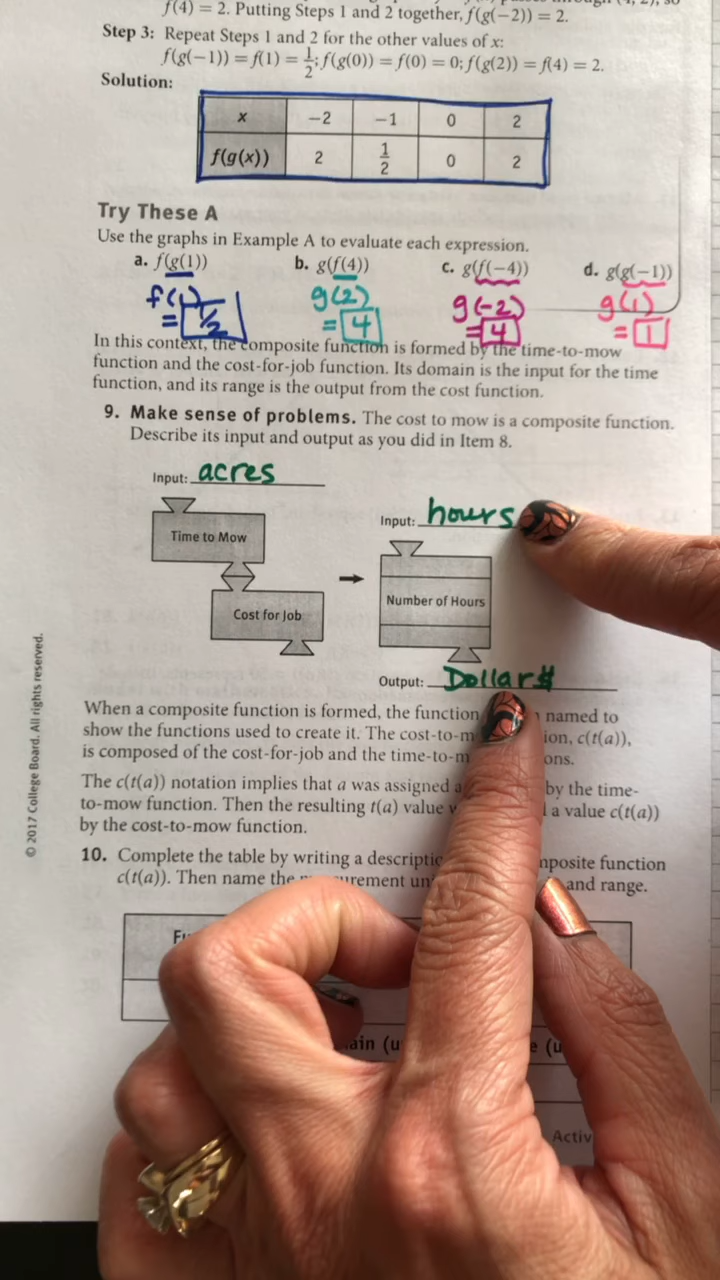 f(4) = 2. Putting Steps 1 and 2 together, f(g(−2)) = 2.
Step 3: Repeat Steps 1 and 2 for the other values of x:
f(g(−1)) = f(1) = 1/2; f(g(0)) = f(0) = 0; f(g(2)) = f(4) = 2.
Solution:
x −2 −1 0 2
f(g(x)) 2 1/2 0 2
Try These A
Use the graphs in Example A to evaluate each expression.
a. f(g(1)) b. g(f(4)) c. g(f(−4)) d. g(g(−1))
f(1) g(2) g(-2) g(1)
= 1/2 = 4 = 4 = 1
In this context, the composite function is formed by the time-to-mow
function and the cost-for-job function. Its domain is the input for the time
function, and its range is the output from the cost function.
9. Make sense of problems. The cost to mow is a composite function.
Describe its input and output as you did in Item 8.
Input: acres
Input: hours
Time to Mow
Number of Hours
Cost for Job
Output: Dollar$
When a composite function is formed, the function named to
show the functions used to create it. The cost-to-m ion, c(t(a)),
is composed of the cost-for-job and the time-to-m ons.
The c(t(a)) notation implies that a was assigned a by the time-
to-mow function. Then the resulting t(a) value a value c(t(a))
by the cost-to-mow function.
10. Complete the table by writing a descriptio mposite function
c(t(a)). Then name the urement uni and range.
Fu
ain (u e (u
Activ
© 2017 College Board. All rights reserved.